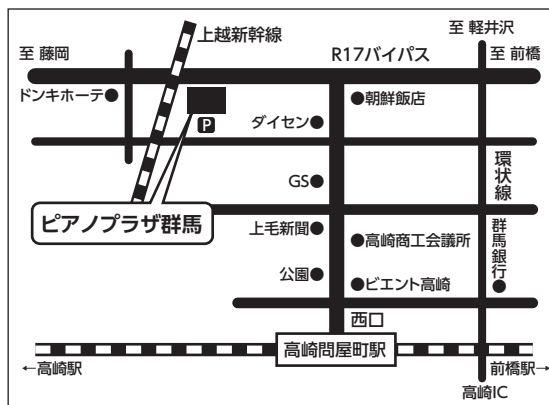 至 軽井沢
上越新幹線
至 藤岡
R17バイパス
至 前橋
ドンキホーテ
朝鮮飯店
P
ダイセン
環状線
GS
ピアノプラザ群馬
上毛新聞
高崎商工会議所
群馬銀行
公園
ビエント高崎
西口
高崎問屋町駅
←高崎駅
前橋駅→
高崎IC